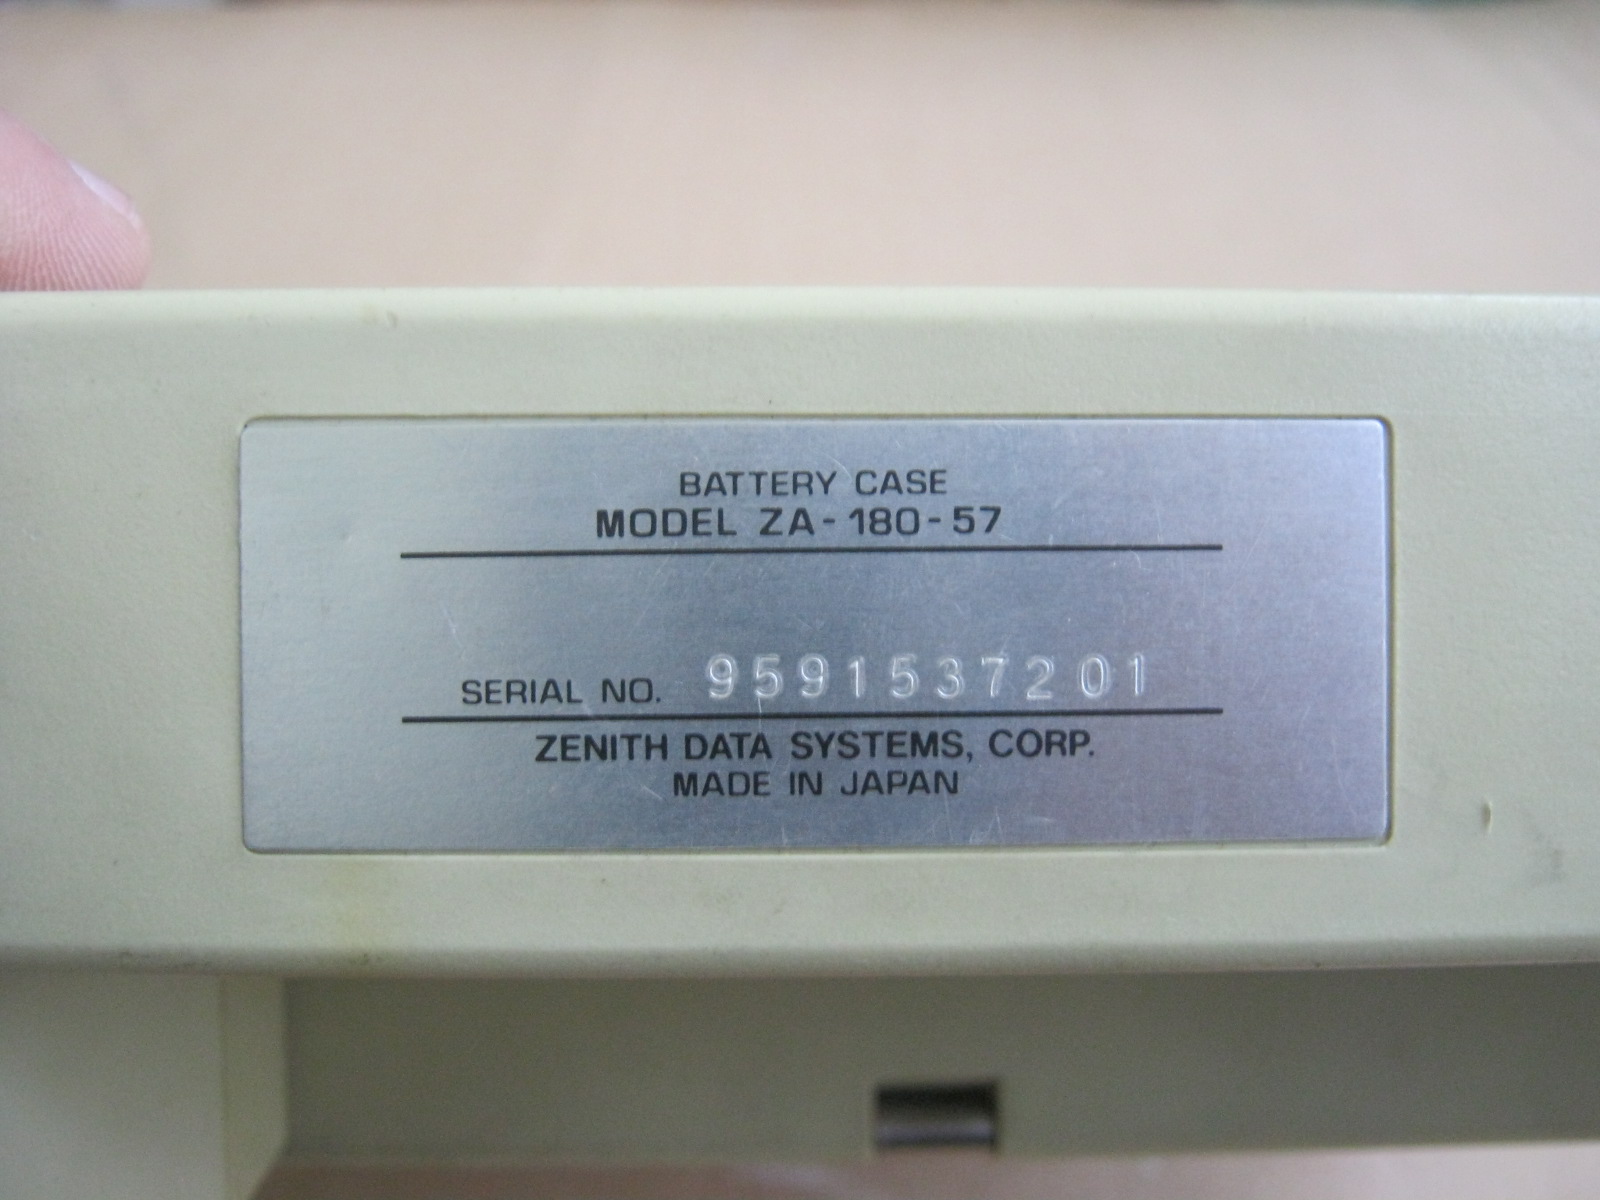 BATTERY CASE
MODEL ZA-180-57
SERIAL NO. 9591537201
ZENITH DATA SYSTEMS, CORP.
MADE IN JAPAN